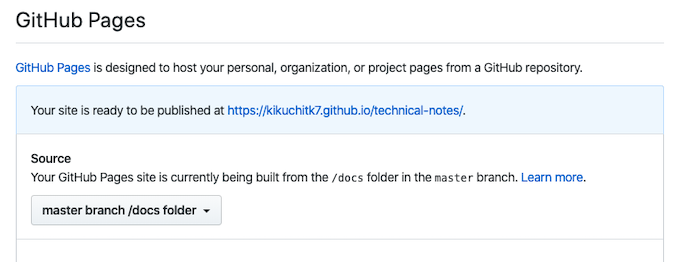 GitHub Pages
GitHub Pages is designed to host your personal, organization, or project pages from a GitHub repository.
Your site is ready to be published at https://kikuchitk7.github.io/technical-notes/.
Source
Your GitHub Pages site is currently being built from the /docs folder in the master branch. Learn more.
master branch /docs folder